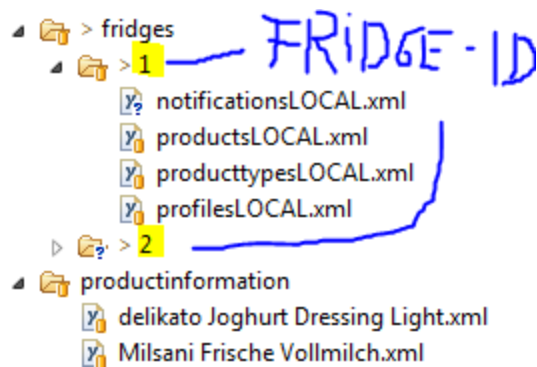 > fridges
FRIDGE-ID
> 1
notificationsLOCAL.xml
productsLOCAL.xml
producttypesLOCAL.xml
profilesLOCAL.xml
> 2
productinformation
delikato Joghurt Dressing Light.xml
Milsani Frische Vollmilch.xml